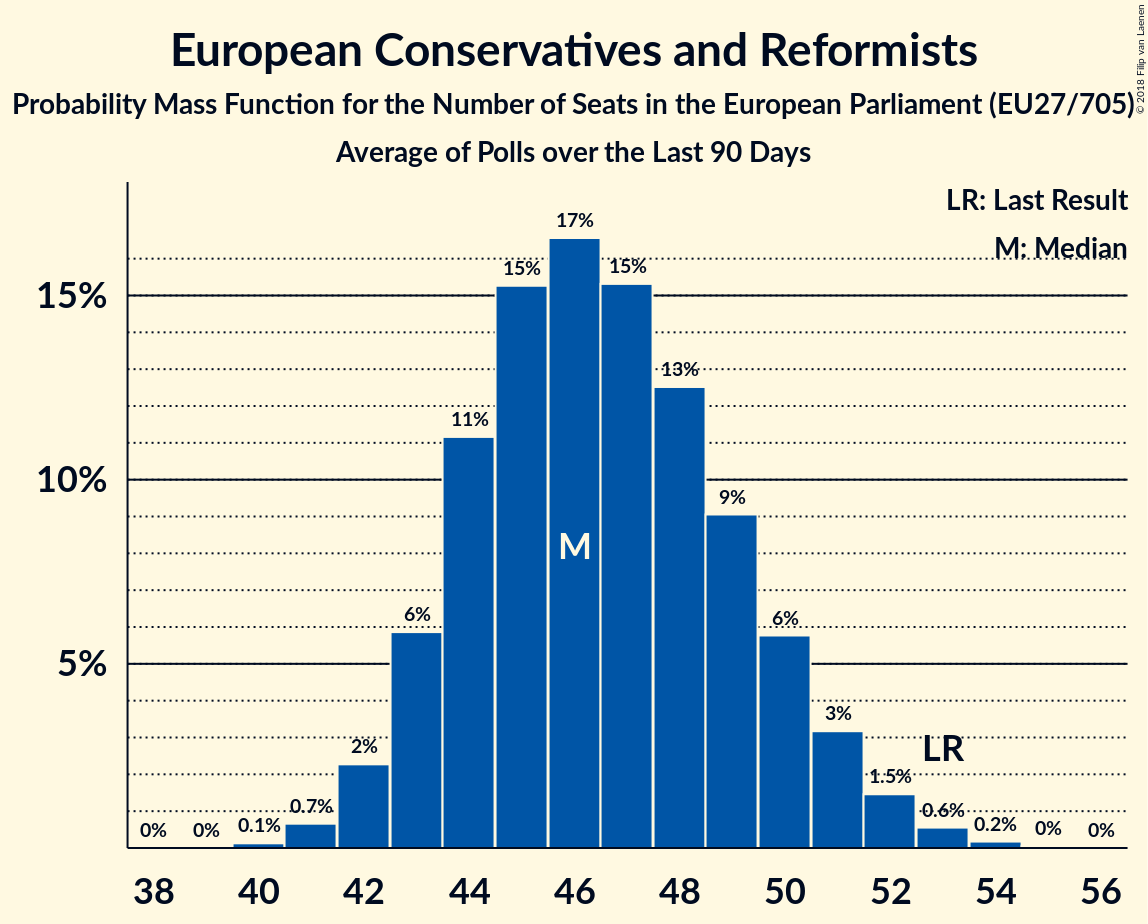 European Conservatives and Reformists
Probability Mass Function for the Number of Seats in the European Parliament (EU27/705)
Average of Polls over the Last 90 Days
© 2018 Filip van Laenen
LR: Last Result
M: Median
15%
10%
5%
0%
0%
0.1%
0.7%
2%
6%
11%
15%
17%
15%
13%
9%
6%
3%
1.5%
0.6%
0.2%
0%
0%
M
LR
38 40 42 44 46 48 50 52 54 56